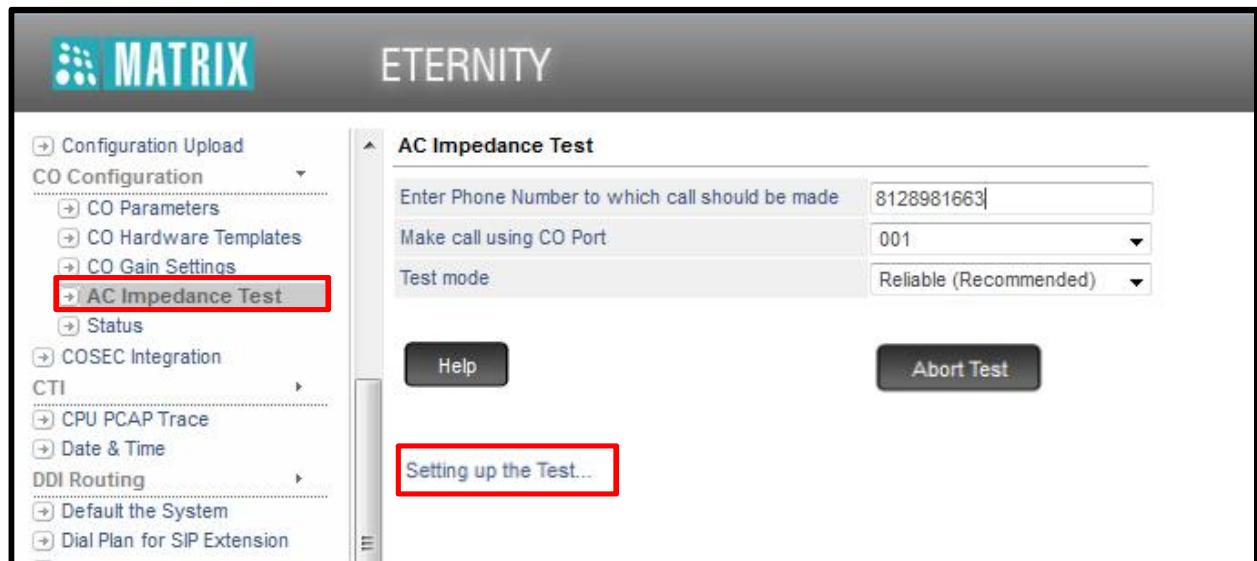 MATRIX ETERNITY
Configuration Upload
CO Configuration
CO Parameters
CO Hardware Templates
CO Gain Settings
AC Impedance Test
Status
COSEC Integration
CTI
CPU PCAP Trace
Date & Time
DDI Routing
Default the System
Dial Plan for SIP Extension
AC Impedance Test
Enter Phone Number to which call should be made 8128981663
Make call using CO Port 001
Test mode Reliable (Recommended)
Help Abort Test
Setting up the Test...